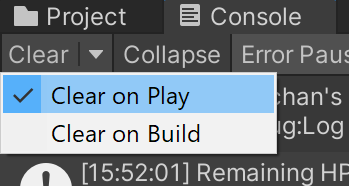 Project Console
Clear Collapse Error Paus
Clear on Play
chan's
Clear on Build
ug:Log
[15:52:01] Remaining HP